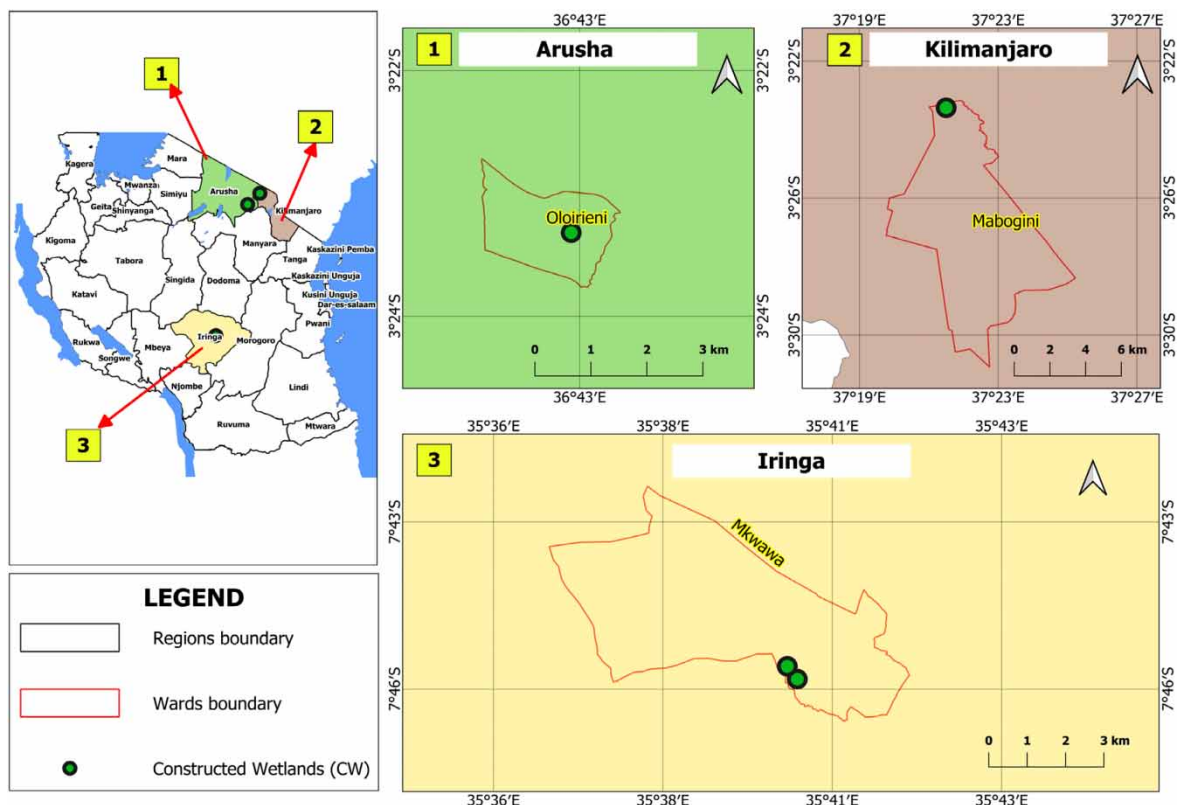 1
2
3
Kagera
Mara
Mwanza
Simiyu
Geita
Shinyanga
Arusha
Kilimanjaro
Kigoma
Tabora
Singida
Dodoma
Manyara
Tanga
Kaskazini Pemba
Kaskazini Unguja
Kusini Unguja
Dar-es-salaam
Pwani
Katavi
Rukwa
Songwe
Mbeya
Iringa
Morogoro
Njombe
Lindi
Ruvuma
Mtwara
LEGEND
Regions boundary
Wards boundary
Constructed Wetlands (CW)
36°43'E
1
Arusha
3°22'S
3°22'S
Oloirieni
3°24'S
3°24'S
0 1 2 3 km
36°43'E
37°19'E 37°23'E 37°27'E
2
Kilimanjaro
3°22'S
3°22'S
3°26'S
3°26'S
Mabogini
3°30'S
3°30'S
0 2 4 6 km
37°19'E 37°23'E 37°27'E
35°36'E 35°38'E 35°41'E 35°43'E
3
Iringa
7°43'S
7°43'S
Mkwawa
7°46'S
7°46'S
0 1 2 3 km
35°36'E 35°38'E 35°41'E 35°43'E